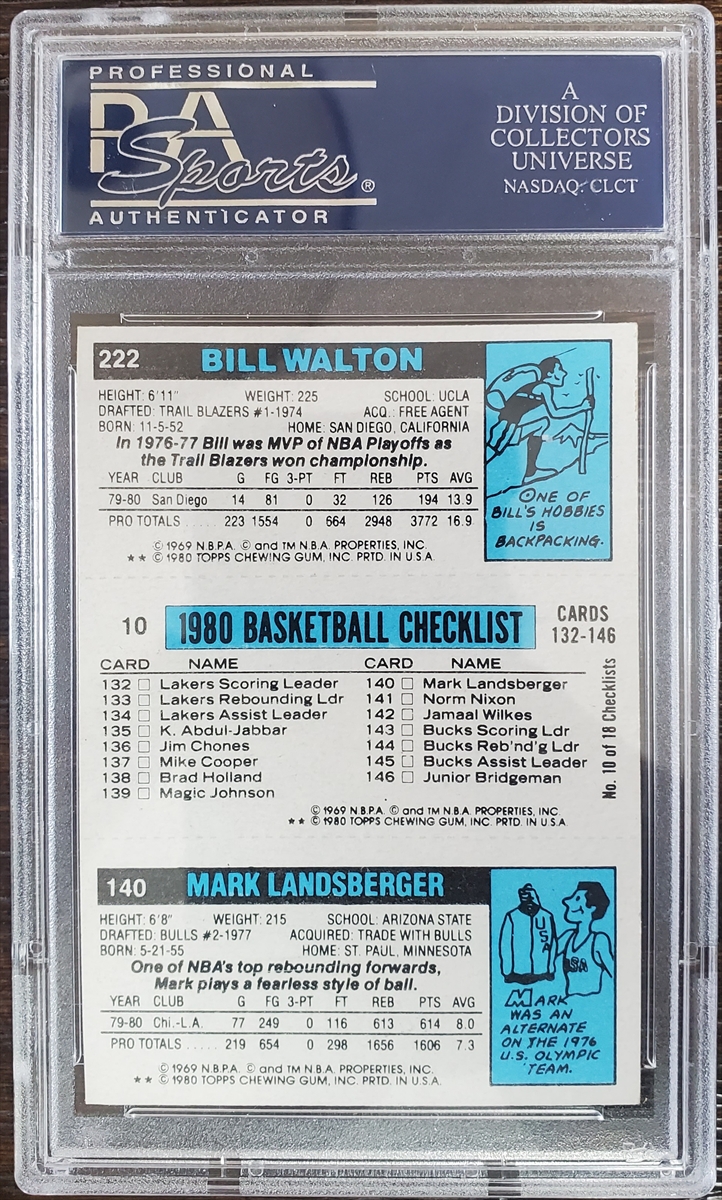 PROFESSIONAL
PSA
Sports®
AUTHENTICATOR
A
DIVISION OF
COLLECTORS
UNIVERSE
NASDAQ: CLCT
222 BILL WALTON
HEIGHT: 6'11" WEIGHT: 225 SCHOOL: UCLA
DRAFTED: TRAIL BLAZERS #1-1974 ACQ.: FREE AGENT
BORN: 11-5-52 HOME: SAN DIEGO, CALIFORNIA
In 1976-77 Bill was MVP of NBA Playoffs as
the Trail Blazers won championship.
YEAR CLUB G FG 3-PT FT REB PTS AVG
79-80 San Diego 14 81 0 32 126 194 13.9
PRO TOTALS ..... 223 1554 0 664 2948 3772 16.9
© 1969 N.B.P.A. © and TM N.B.A. PROPERTIES, INC.
★★ © 1980 TOPPS CHEWING GUM, INC. PRTD. IN U.S.A.
ONE OF
BILL'S HOBBIES
IS
BACKPACKING.
10 1980 BASKETBALL CHECKLIST CARDS
132-146
CARD NAME CARD NAME
132 □ Lakers Scoring Leader 140 □ Mark Landsberger
133 □ Lakers Rebounding Ldr 141 □ Norm Nixon
134 □ Lakers Assist Leader 142 □ Jamaal Wilkes
135 □ K. Abdul-Jabbar 143 □ Bucks Scoring Ldr
136 □ Jim Chones 144 □ Bucks Reb'nd'g Ldr
137 □ Mike Cooper 145 □ Bucks Assist Leader
138 □ Brad Holland 146 □ Junior Bridgeman
139 □ Magic Johnson
No. 10 of 18 Checklists
© 1969 N.B.P.A. © and TM N.B.A. PROPERTIES, INC.
★★ © 1980 TOPPS CHEWING GUM, INC. PRTD. IN U.S.A.
140 MARK LANDSBERGER
HEIGHT: 6'8" WEIGHT: 215 SCHOOL: ARIZONA STATE
DRAFTED: BULLS #2-1977 ACQUIRED: TRADE WITH BULLS
BORN: 5-21-55 HOME: ST. PAUL, MINNESOTA
One of NBA's top rebounding forwards,
Mark plays a fearless style of ball.
YEAR CLUB G FG 3-PT FT REB PTS AVG
79-80 Chi.-L.A. 77 249 0 116 613 614 8.0
PRO TOTALS ..... 219 654 0 298 1656 1606 7.3
© 1969 N.B.P.A. © and TM N.B.A. PROPERTIES, INC.
★★ © 1980 TOPPS CHEWING GUM, INC. PRTD. IN U.S.A.
USA
SA
MARK
WAS AN
ALTERNATE
ON THE 1976
U.S. OLYMPIC
TEAM.